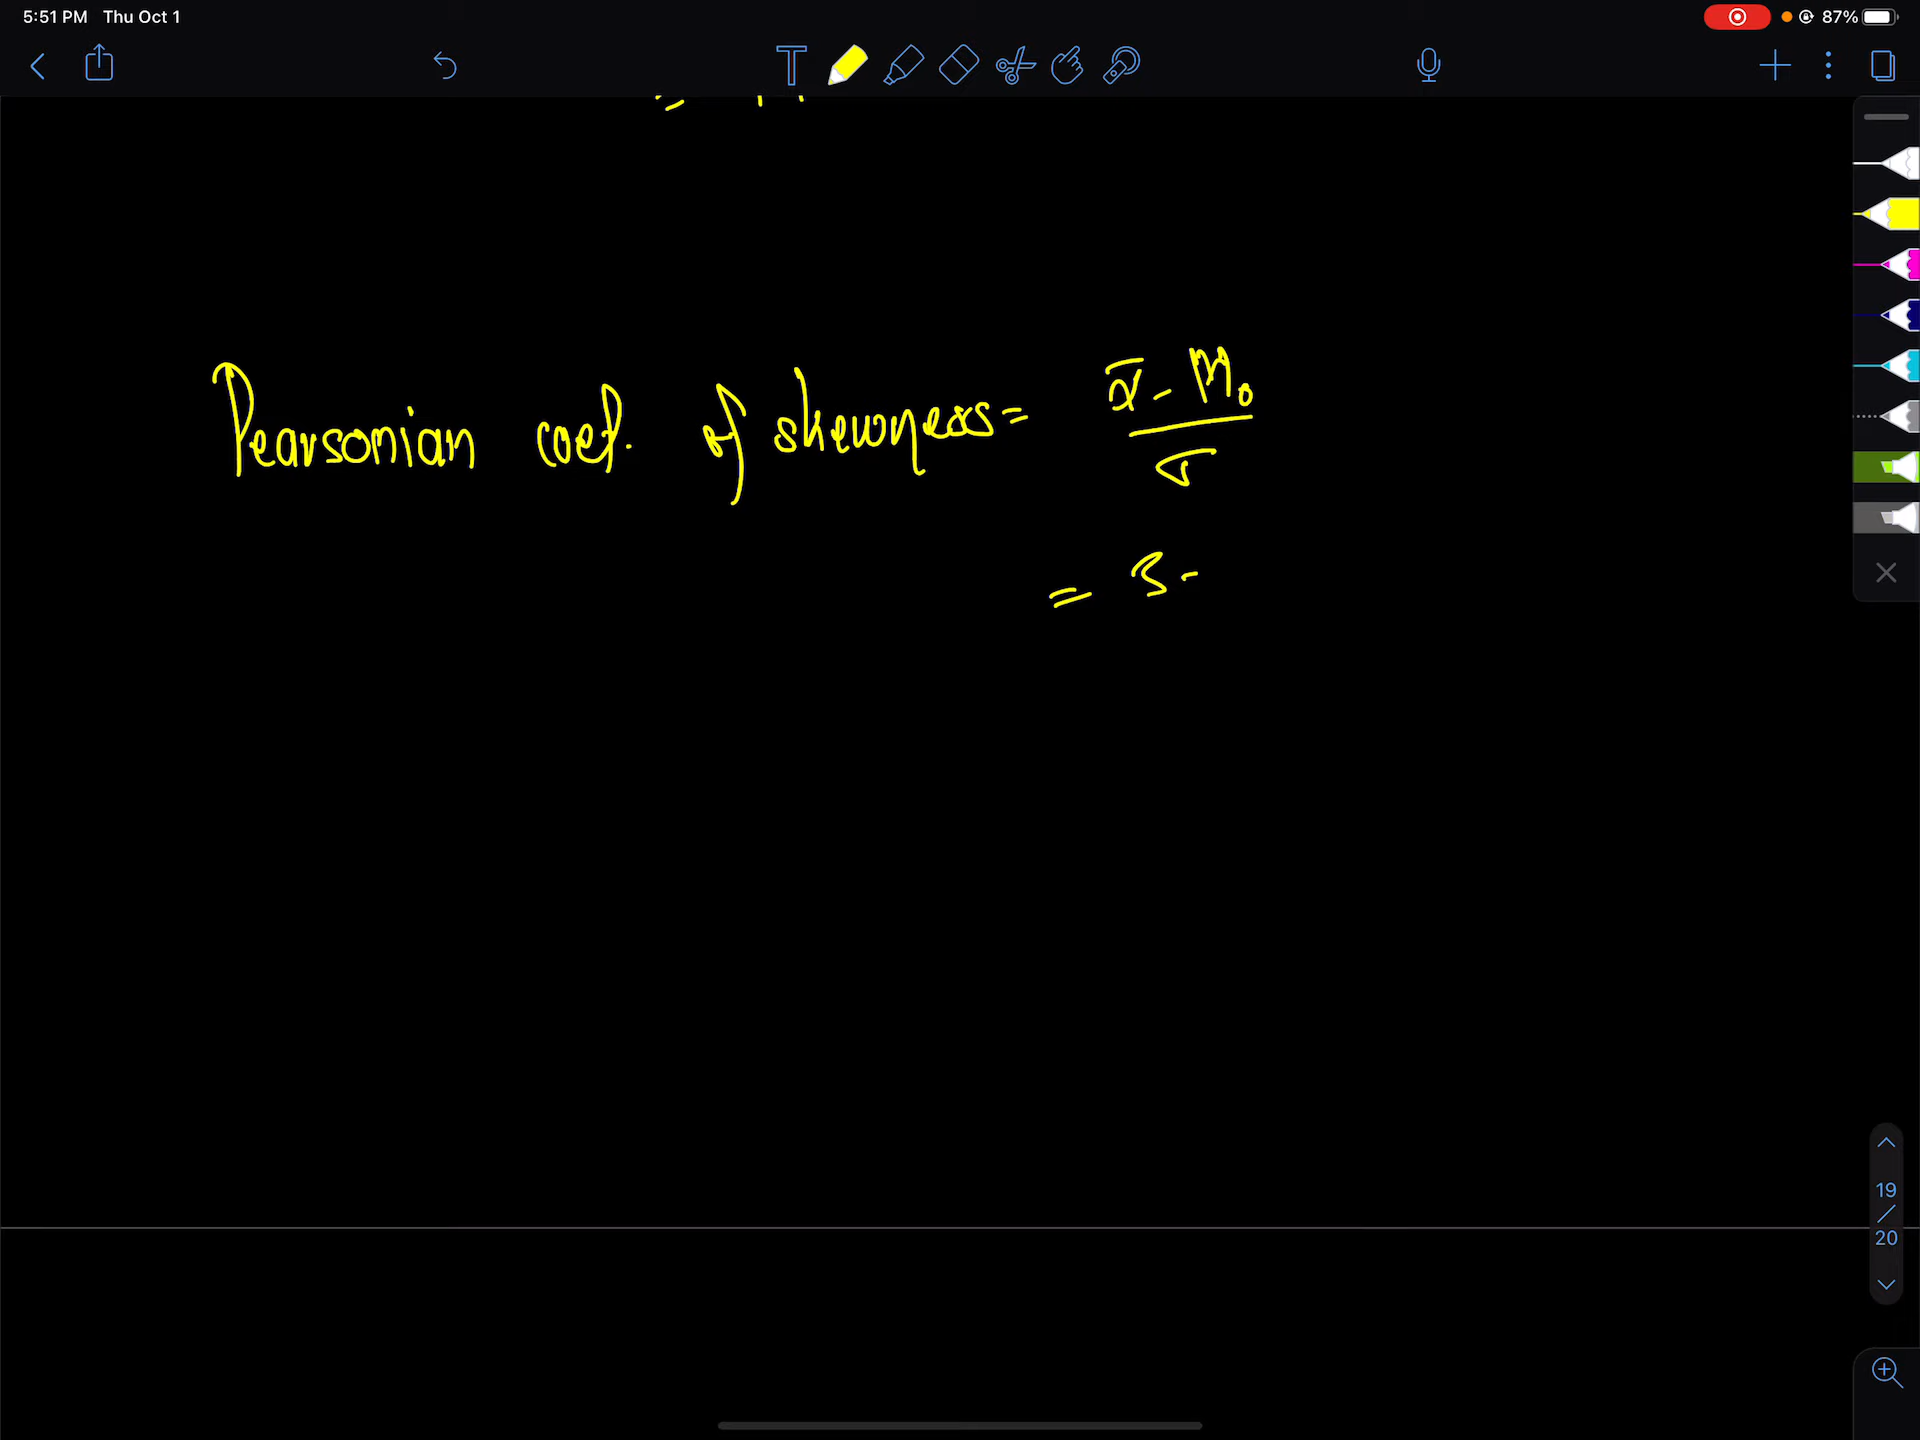 5:51 PM Thu Oct 1 87%
Pearsonian coef. of skewness = x̄ - M₀ / σ
= 3 -
19
/
20